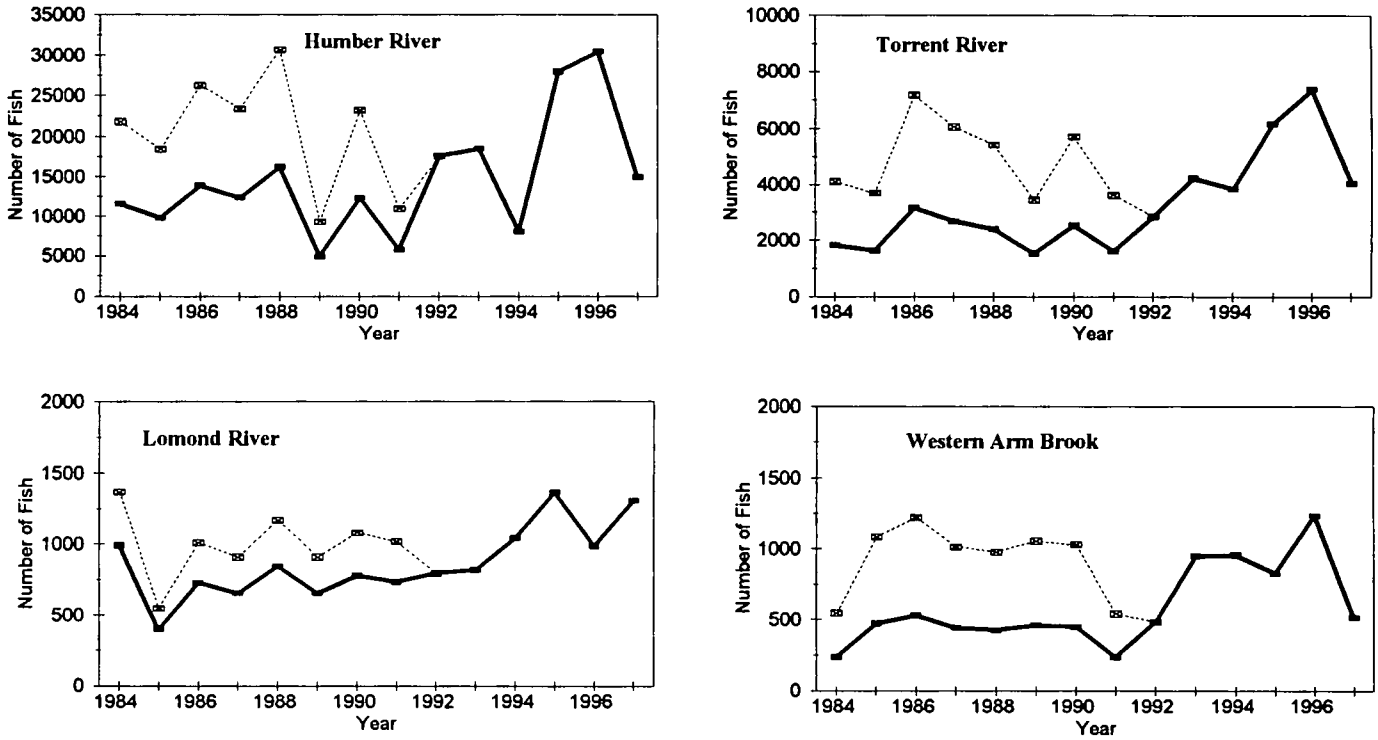 Humber River
Number of Fish
35000
30000
25000
20000
15000
10000
5000
0
1984 1986 1988 1990 1992 1994 1996
Year
Torrent River
Number of Fish
10000
8000
6000
4000
2000
0
1984 1986 1988 1990 1992 1994 1996
Year
Lomond River
Number of Fish
2000
1500
1000
500
0
1984 1986 1988 1990 1992 1994 1996
Year
Western Arm Brook
Number of Fish
2000
1500
1000
500
0
1984 1986 1988 1990 1992 1994 1996
Year